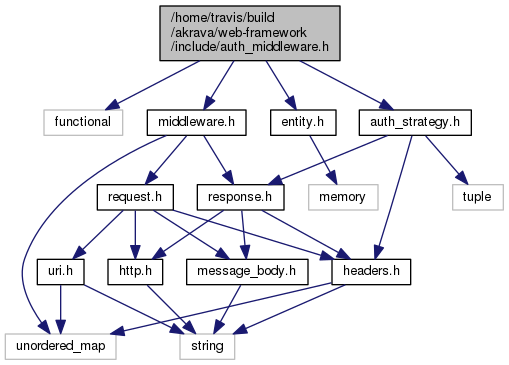 /home/travis/build
/akrava/web-framework
/include/auth_middleware.h
functional
middleware.h
entity.h
auth_strategy.h
request.h
response.h
memory
tuple
uri.h
http.h
message_body.h
headers.h
unordered_map
string